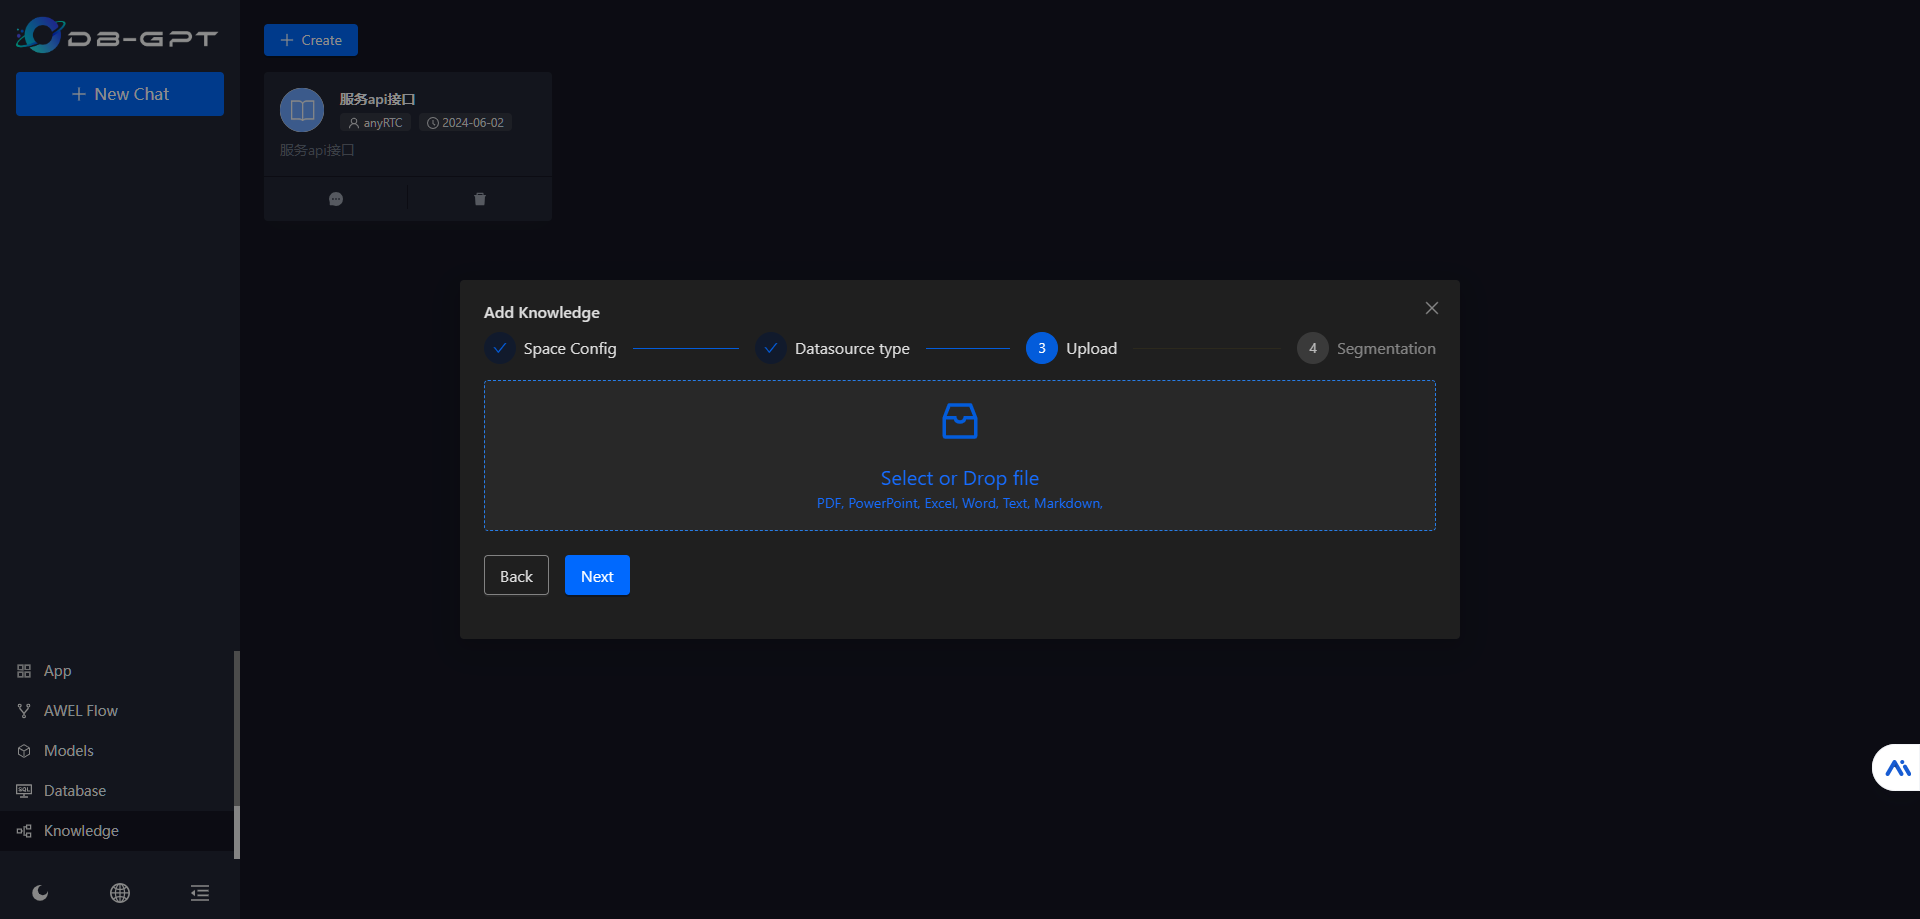 DB-GPT
New Chat
Create
服务api接口
anyRTC
2024-06-02
服务api接口
Add Knowledge
Space Config
Datasource type
3
Upload
4
Segmentation
Select or Drop file
PDF, PowerPoint, Excel, Word, Text, Markdown,
Back
Next
App
AWEL Flow
Models
SQL
Database
Knowledge